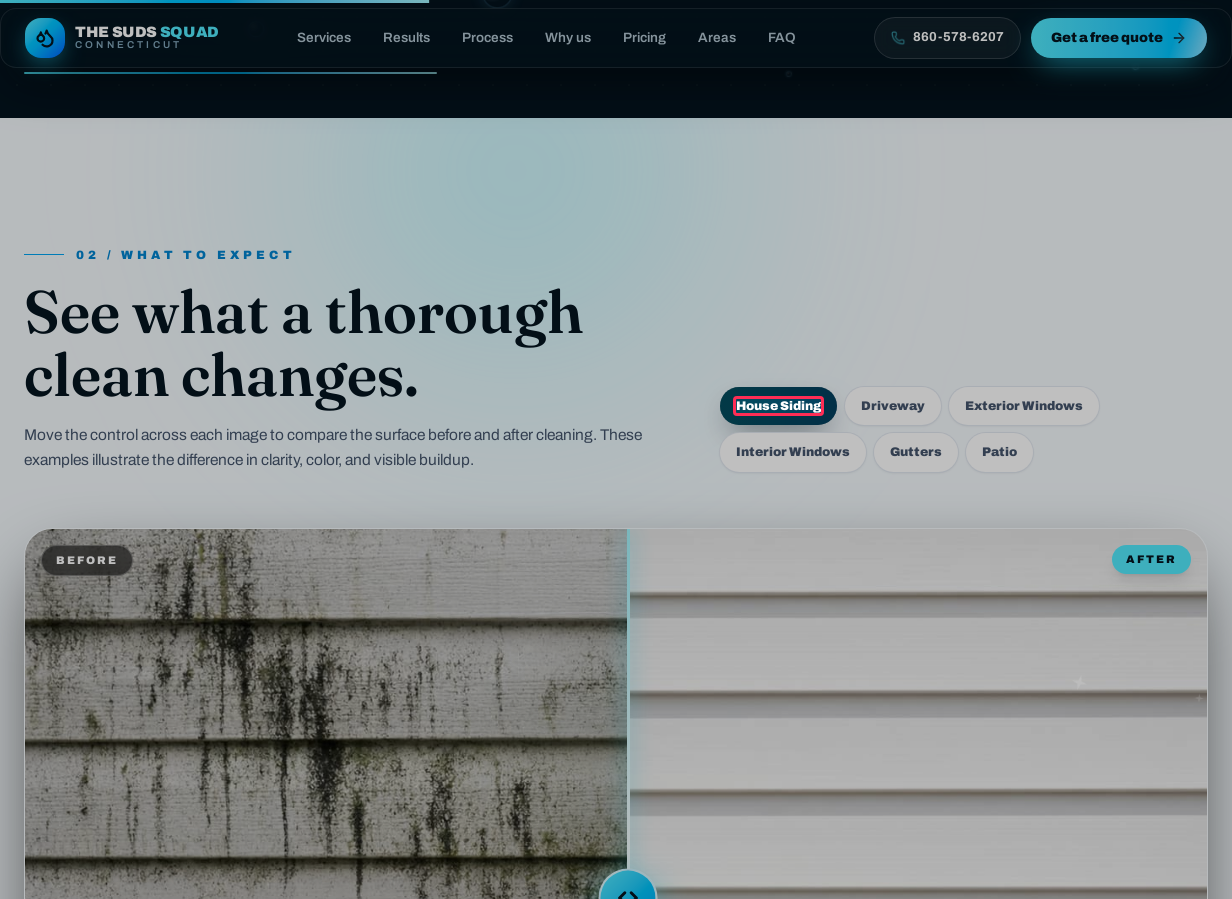 THE SUDS SQUAD
CONNECTICUT
Services
Results
Process
Why us
Pricing
Areas
FAQ
860-578-6207
Get a free quote
02 / WHAT TO EXPECT
See what a thorough
clean changes.
Move the control across each image to compare the surface before and after cleaning. These
examples illustrate the difference in clarity, color, and visible buildup.
House Siding
Driveway
Exterior Windows
Interior Windows
Gutters
Patio
BEFORE
AFTER